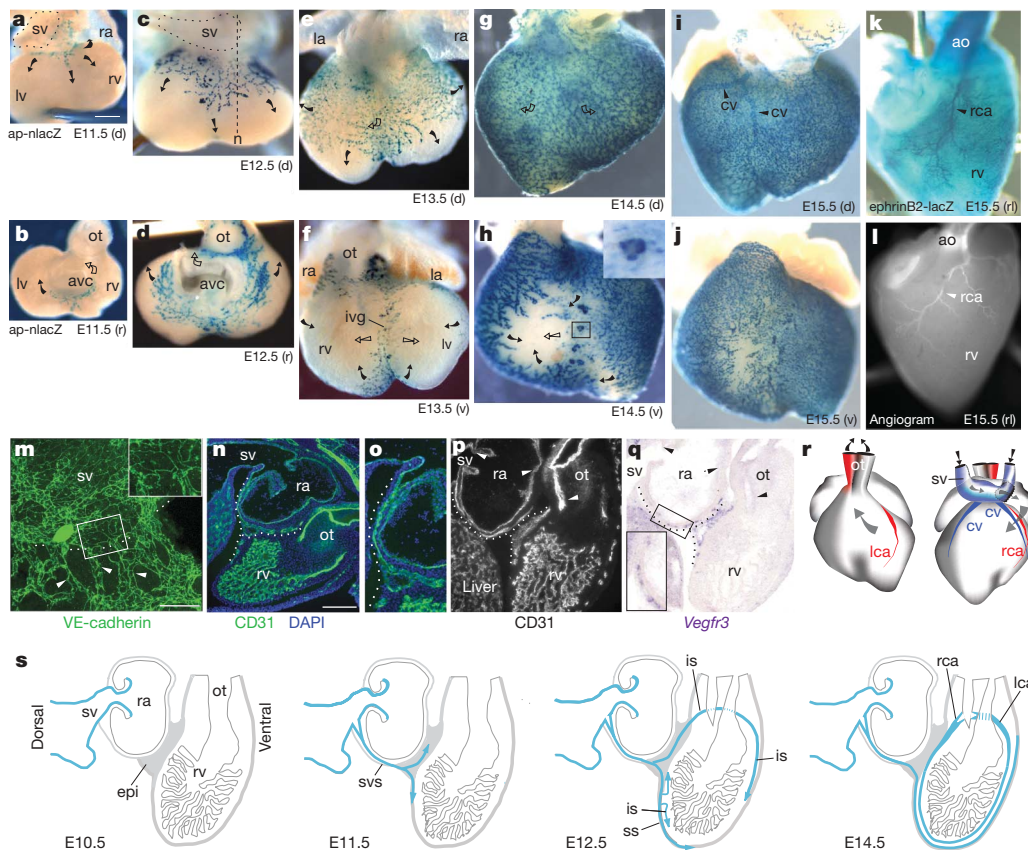 a
sv
ra
lv
rv
ap-nlacZ E11.5 (d)
c
sv
n
E12.5 (d)
e
la
ra
E13.5 (d)
g
E14.5 (d)
i
cv
cv
E15.5 (d)
k
ao
rca
rv
ephrinB2-lacZ E15.5 (rl)
b
ot
lv
avc
rv
ap-nlacZ E11.5 (r)
d
ot
avc
E12.5 (r)
f
ra
ot
la
ivg
rv
lv
E13.5 (v)
h
E14.5 (v)
j
E15.5 (v)
l
ao
rca
rv
Angiogram E15.5 (rl)
m
sv
VE-cadherin
n
sv
ra
ot
rv
CD31 DAPI
o
p
sv
ra
ot
Liver
rv
CD31
q
sv
ra
ot
rv
Vegfr3
r
ot
lca
sv
cv
cv
rca
s
Dorsal
sv
ra
ot
rv
epi
Ventral
E10.5
svs
E11.5
is
is
is
ss
E12.5
rca
lca
E14.5